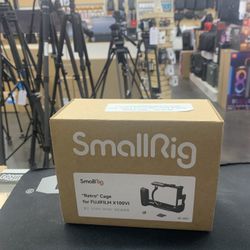 SmallRig
SmallRig
"Retro" Cage
for FUJIFILM X100VI